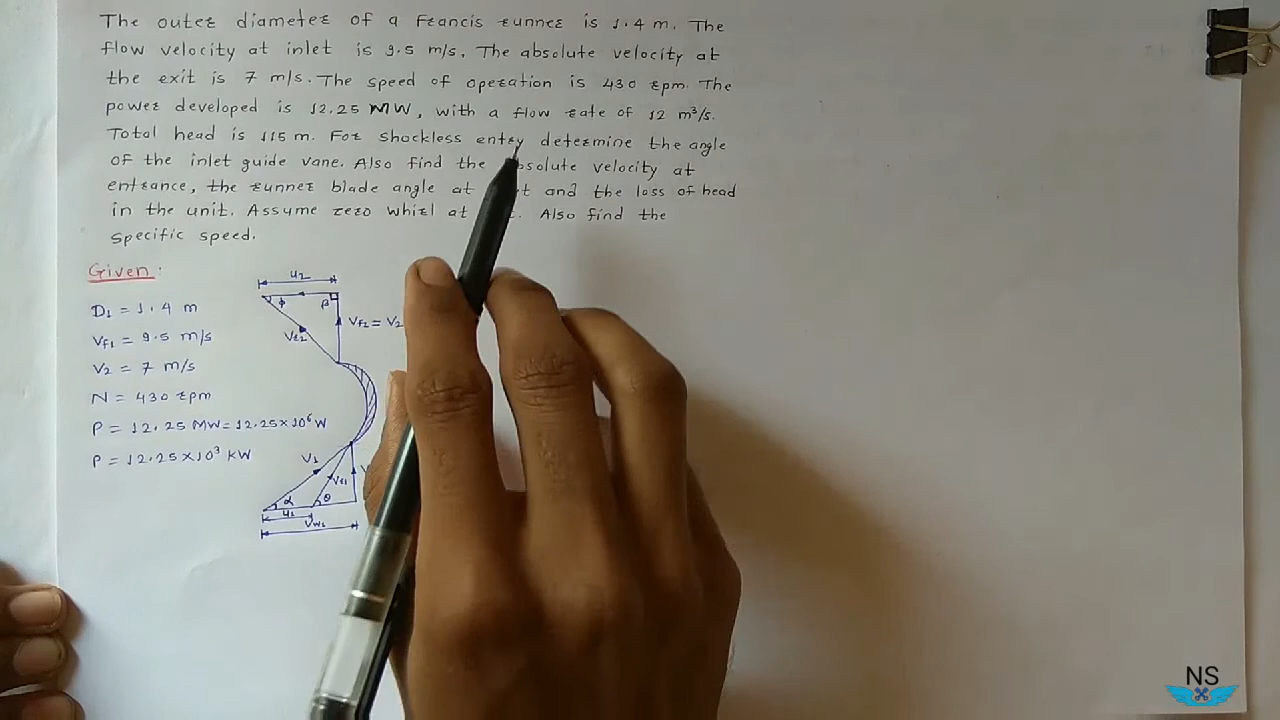 The outer diameter of a Francis runner is 1.4 m. The
flow velocity at inlet is 9.5 m/s. The absolute velocity at
the exit is 7 m/s. The speed of operation is 430 rpm. The
power developed is 12.25 MW, with a flow rate of 12 m³/s.
Total head is 115 m. For shockless entry determine the angle
of the inlet guide vane. Also find the absolute velocity at
entrance, the runner blade angle at and the loss of head
in the unit. Assume zero whirl at Also find the
specific speed.
Given:
D1 = 1.4 m
Vf1 = 9.5 m/s
V2 = 7 m/s
N = 430 rpm
P = 12.25 MW = 12.25×10⁶ W
P = 12.25×10³ KW
u2
ϕ β
Vr2
Vf2 = V2
V1
Vr1
α θ
u1
Vw1
NS